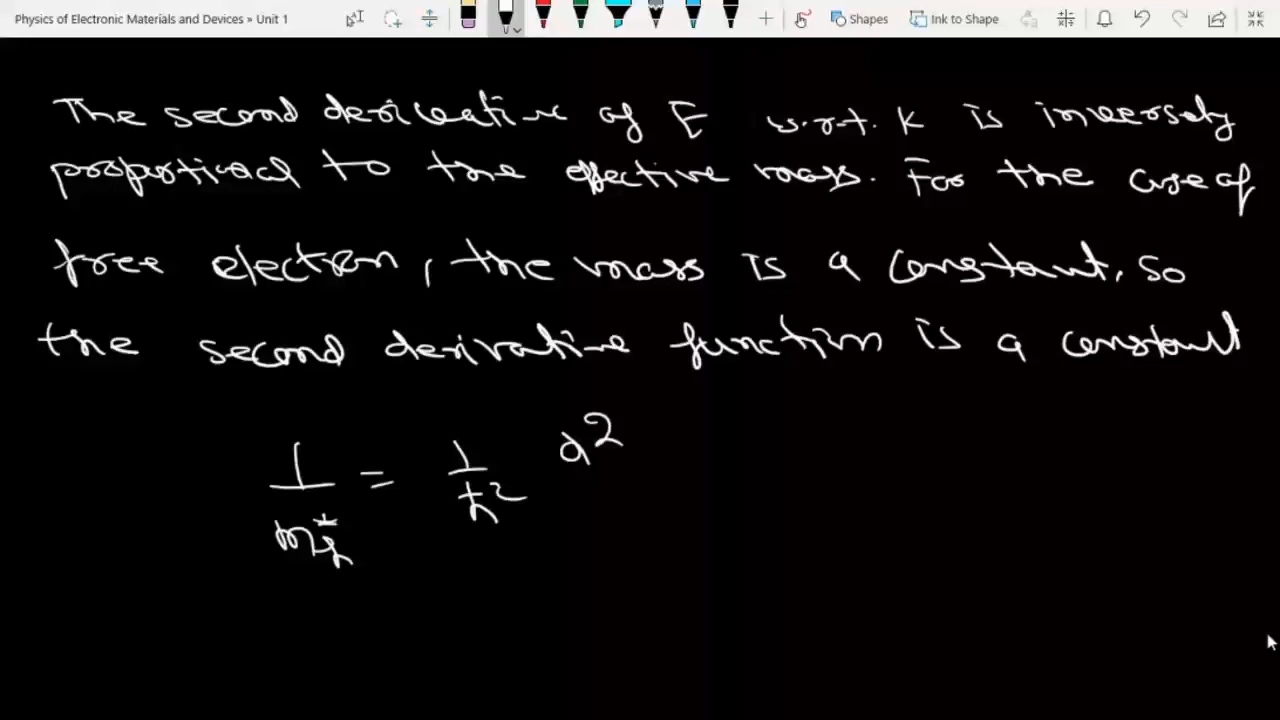 Physics of Electronic Materials and Devices » Unit 1
Shapes
Ink to Shape
The second derivative of E w.r.t. K is inversely
proportional to the effective mass. For the case of
free electron, the mass is a constant. So
the second derivative function is a constant
1/m* = 1/ħ² d²